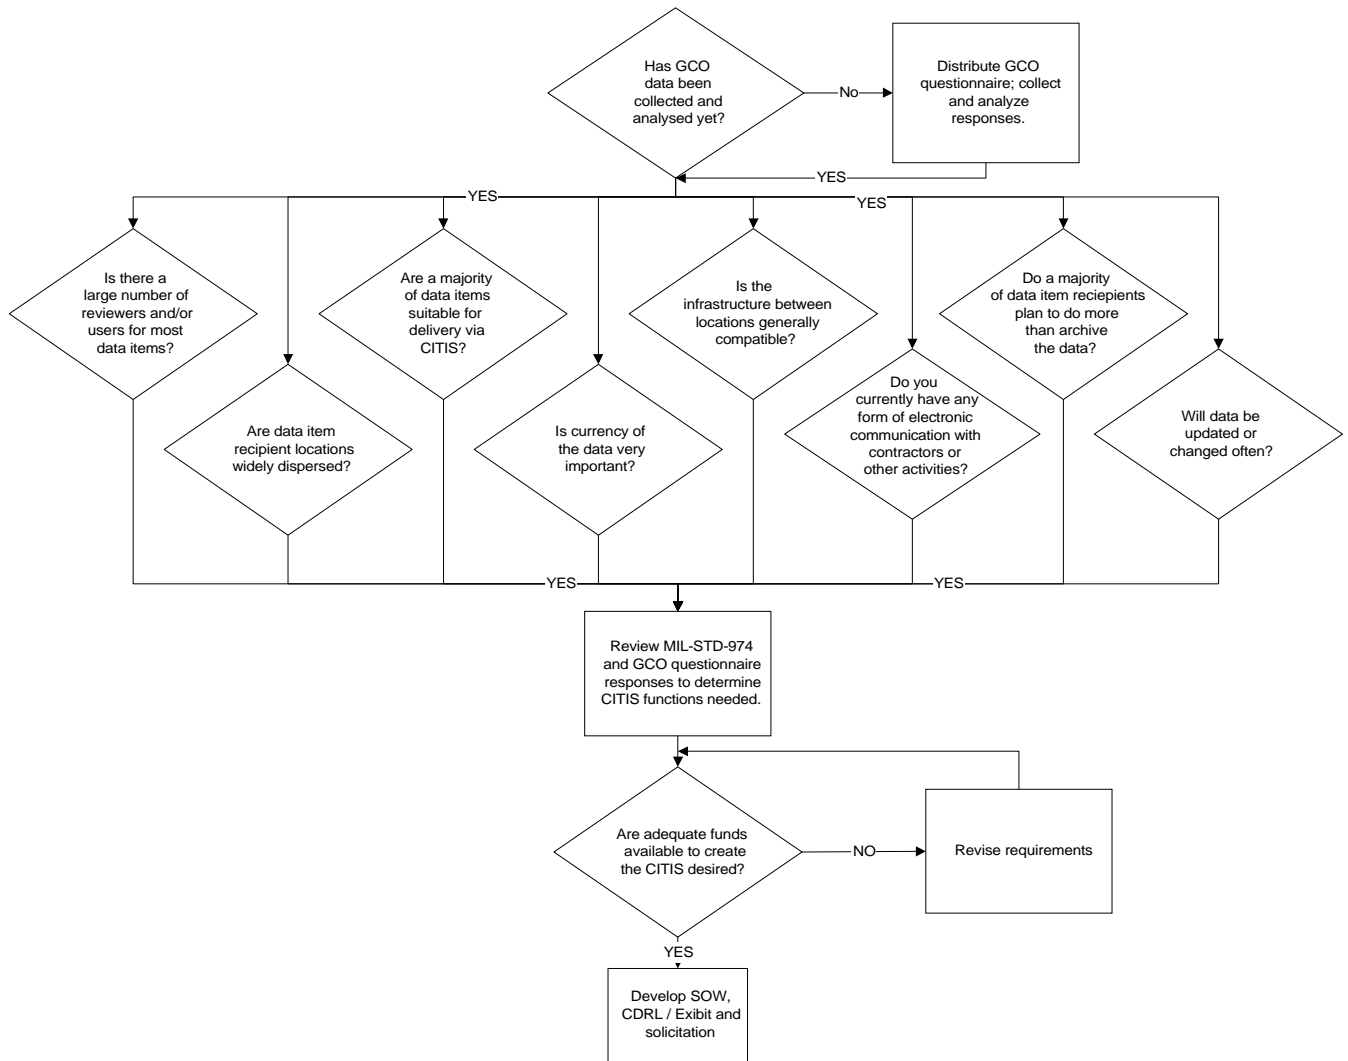 Has GCO
data been
collected and
analysed yet?
No
Distribute GCO
questionnaire; collect
and analyze
responses.
YES
YES
YES
Is there a
large number of
reviewers and/or
users for most
data items?
Are a majority
of data items
suitable for
delivery via
CITIS?
Is the
infrastructure between
locations generally
compatible?
Do a majority
of data item reciepients
plan to do more
than archive
the data?
Are data item
recipient locations
widely dispersed?
Is currency of
the data very
important?
Do you
currently have any
form of electronic
communication with
contractors or
other activities?
Will data be
updated or
changed often?
YES
YES
Review MIL-STD-974
and GCO questionnaire
responses to determine
CITIS functions needed.
Are adequate funds
available to create
the CITIS desired?
NO
Revise requirements
YES
Develop SOW,
CDRL / Exibit and
solicitation